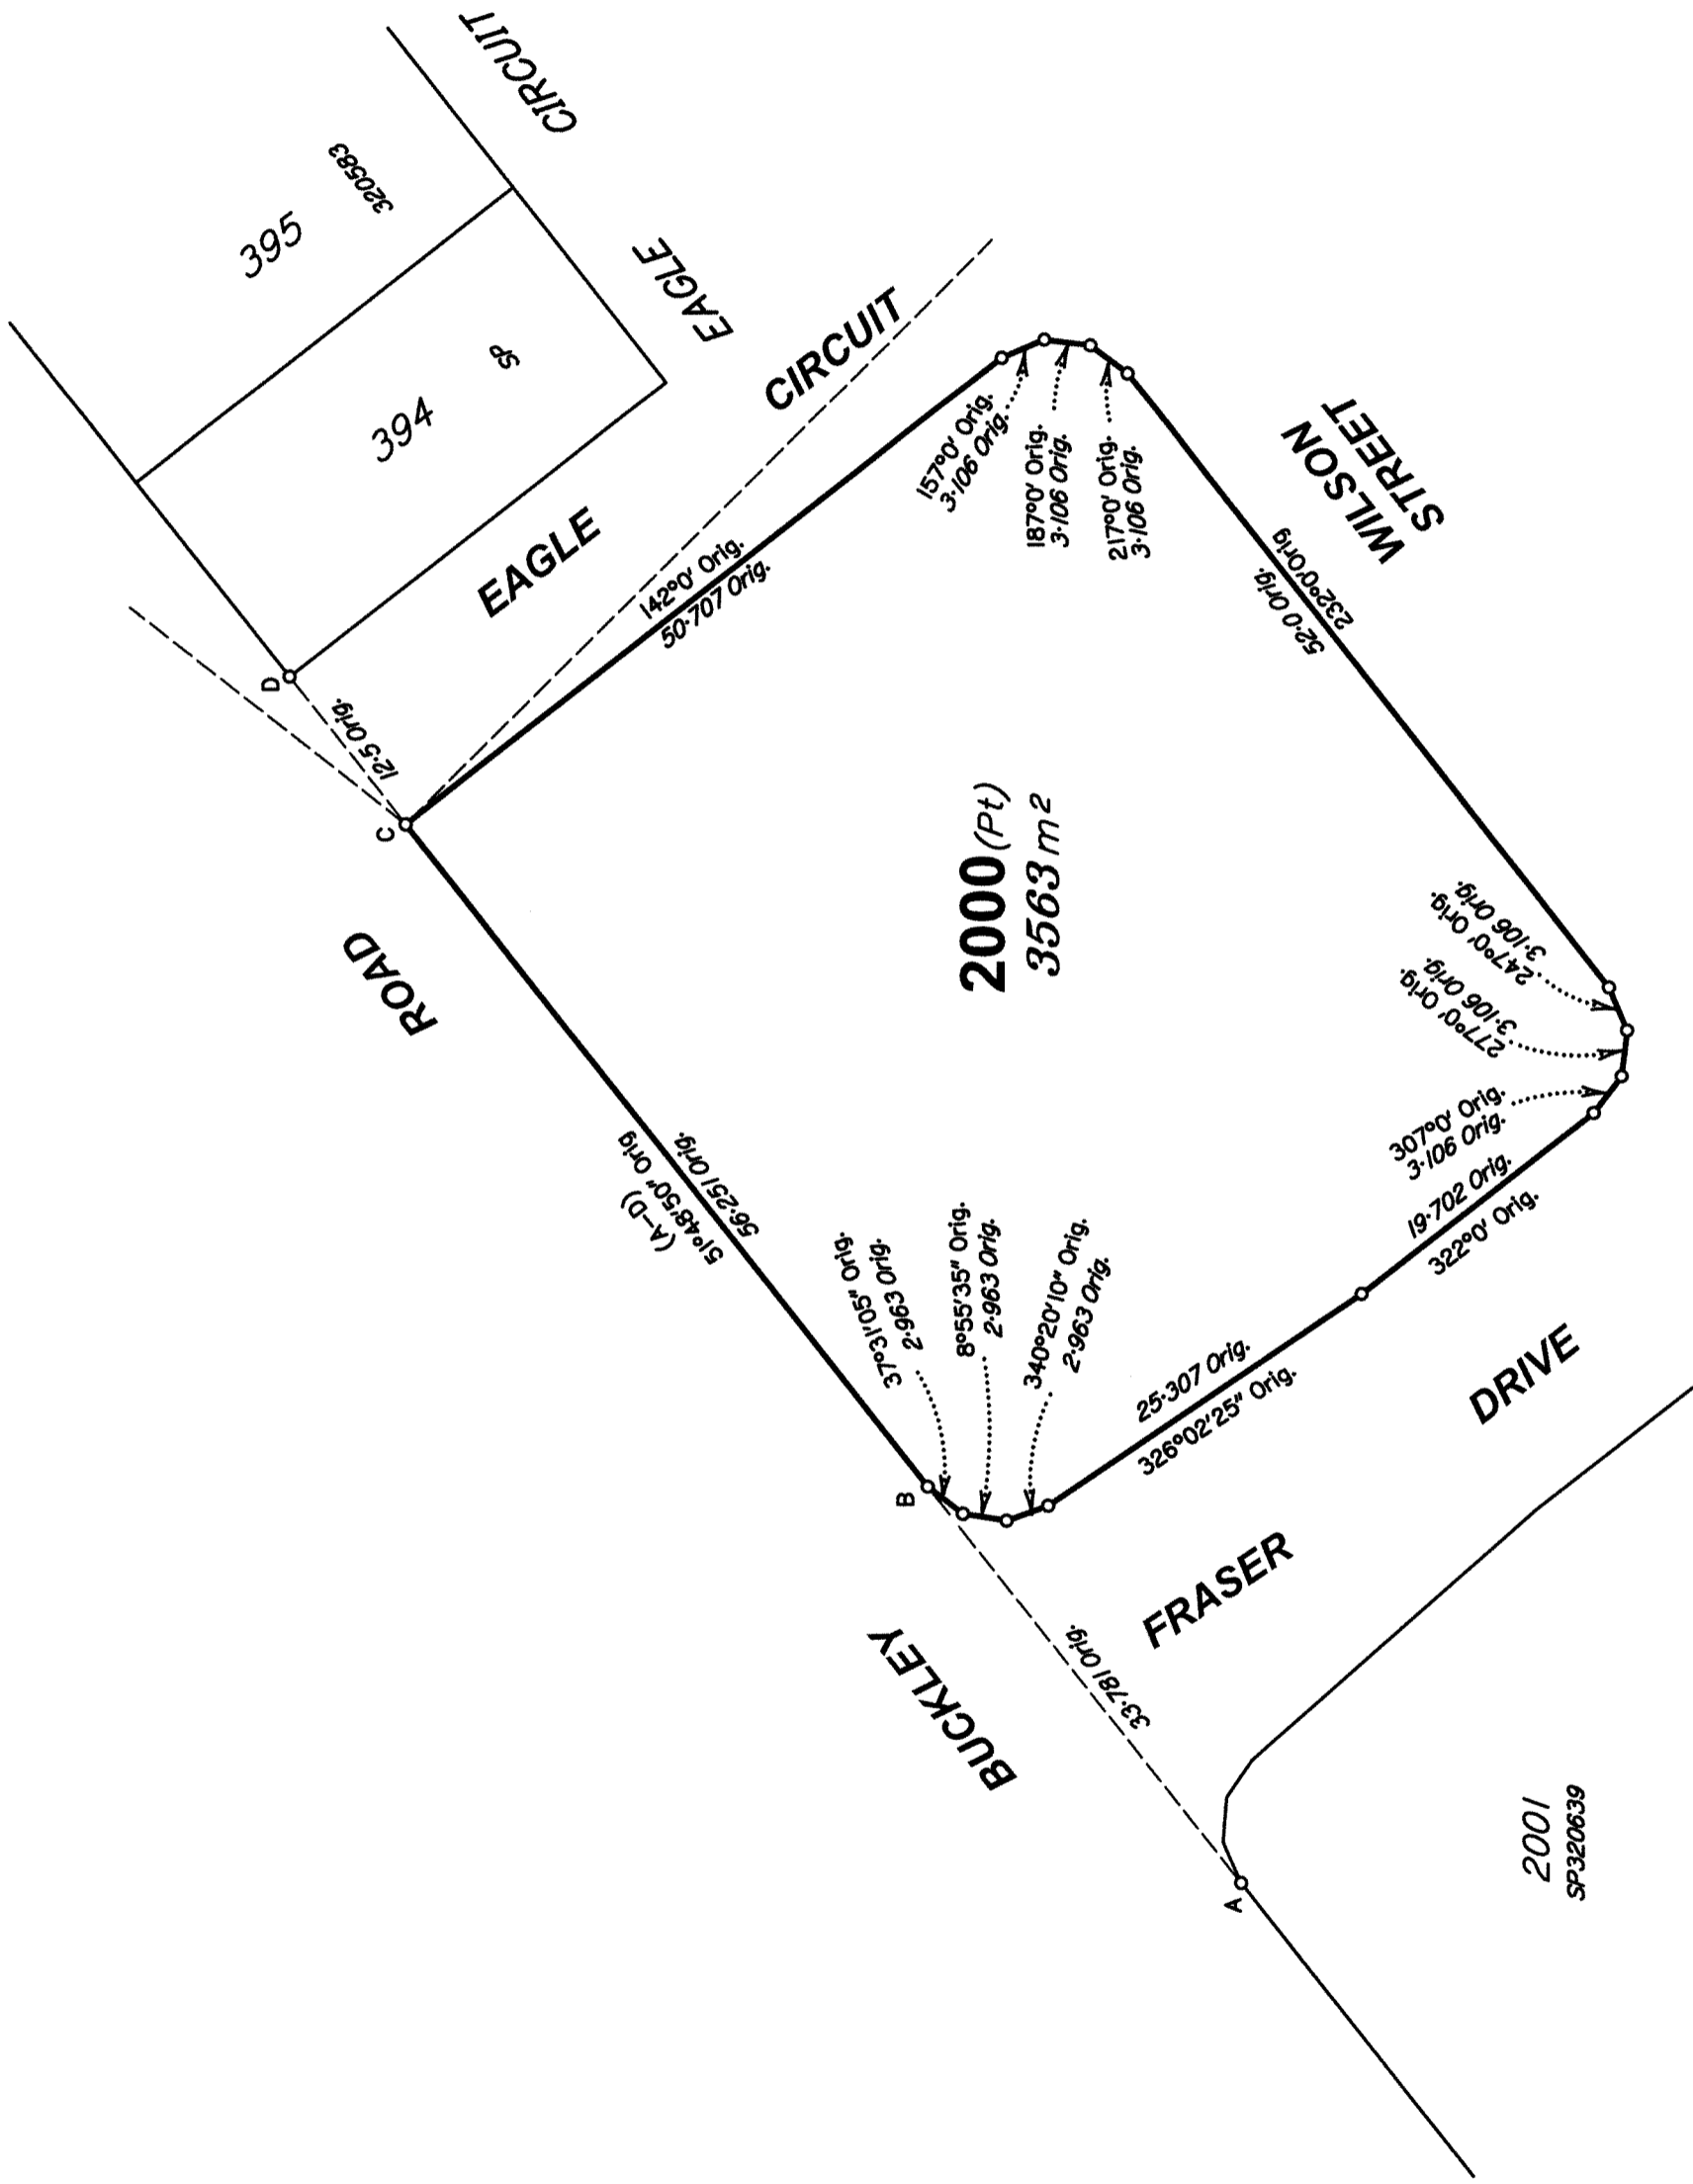 CIRCUIT
EAGLE
395
320583
394
SP
D
12·5 Orig.
C
EAGLE
CIRCUIT
142°0' Orig.
50·707 Orig.
157°0' Orig.
3·106 Orig.
187°0' Orig.
3·106 Orig.
217°0' Orig.
3·106 Orig.
WILSON
STREET
52·0 Orig.
232°0' Orig
ROAD
2000 (Pt)
3563 m²
247°0' Orig.
3·106 Orig.
277°0' Orig.
3·106 Orig.
307°0' Orig.
3·106 Orig.
19·702 Orig.
322°0' Orig.
(A-D)
51°48'50" Orig
56·251 Orig.
37°31'05" Orig.
2·963 Orig.
8°55'35" Orig.
2·963 Orig.
340°20'10" Orig.
2·963 Orig.
25·307 Orig.
326°02'25" Orig.
B
BUCKLEY
33·781 Orig.
FRASER
DRIVE
A
2001
SP320639